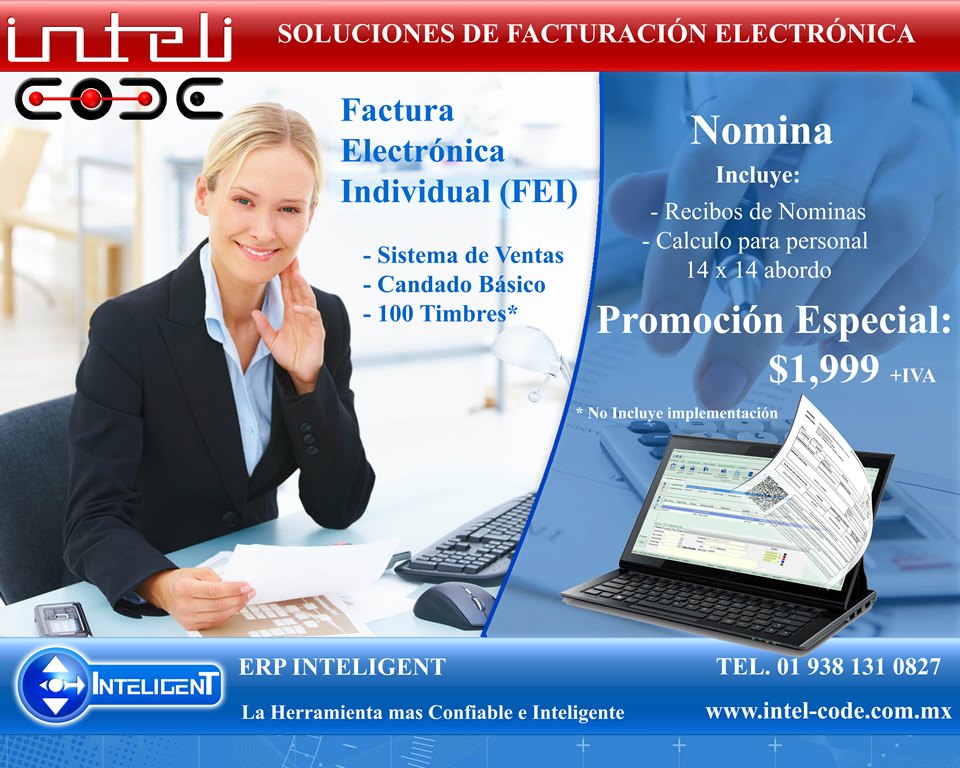 inteli
CODE
SOLUCIONES DE FACTURACIÓN ELECTRÓNICA
Factura
Electrónica
Individual (FEI)
- Sistema de Ventas
- Candado Básico
- 100 Timbres*
Nomina
Incluye:
- Recibos de Nominas
- Calculo para personal
14 x 14 abordo
Promoción Especial:
$1,999 +IVA
* No Incluye implementación
INTELIGENT
ERP INTELIGENT
La Herramienta mas Confiable e Inteligente
TEL. 01 938 131 0827
www.intel-code.com.mx